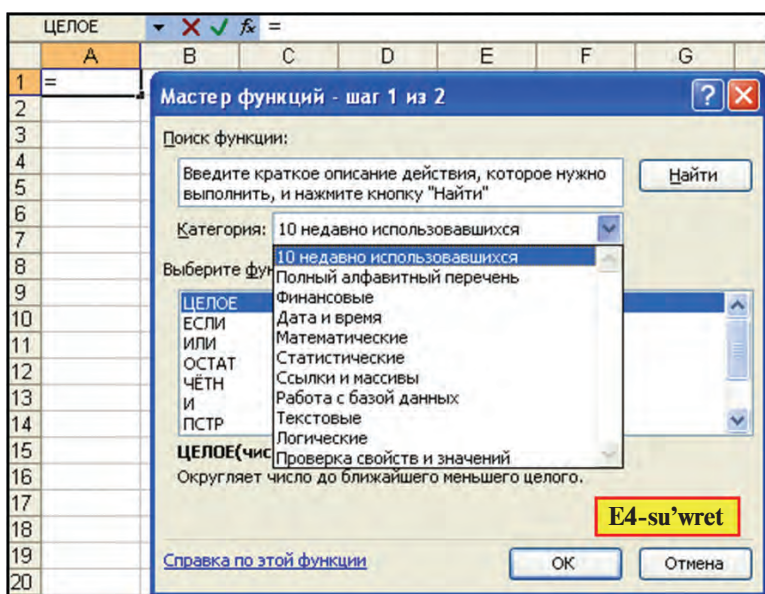 ЦЕЛОЕ fx =
A B C D E F G
1 =
2
Мастер функций - шаг 1 из 2
3 Поиск функции:
4
5
Введите краткое описание действия, которое нужно
выполнить, и нажмите кнопку "Найти"
Найти
6
7 Категория: 10 недавно использовавшихся
8 Выберите фун
10 недавно использовавшихся
Полный алфавитный перечень
Финансовые
Дата и время
Математические
Статистические
Ссылки и массивы
Работа с базой данных
Текстовые
Логические
Проверка свойств и значений
9 ЦЕЛОЕ
10 ЕСЛИ
11 ИЛИ
12 ОСТАТ
13 ЧЁТН
И
14 ПСТР
15 ЦЕЛОЕ(чис
16 Округляет число до ближайшего меньшего целого.
17
E4-su’wret
18
19 Справка по этой функции
OK
Отмена
20